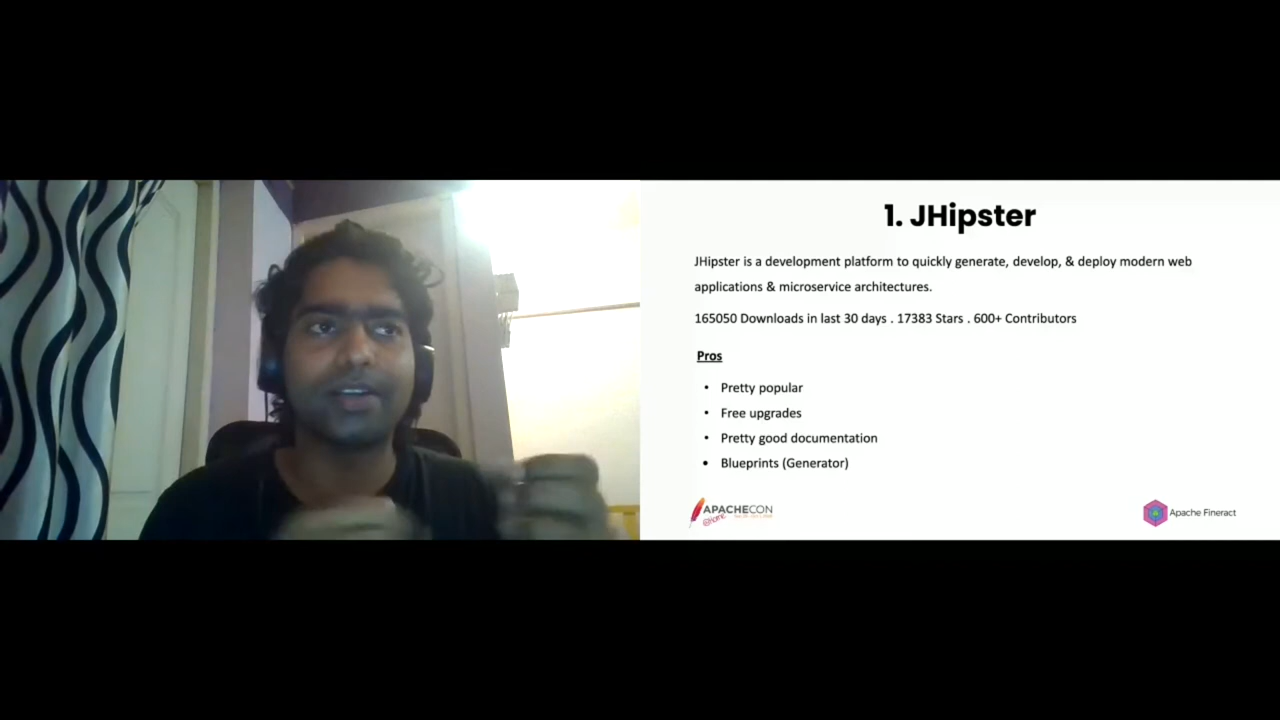 1. JHipster
JHipster is a development platform to quickly generate, develop, & deploy modern web
applications & microservice architectures.
165050 Downloads in last 30 days . 17383 Stars . 600+ Contributors
Pros
• Pretty popular
• Free upgrades
• Pretty good documentation
• Blueprints (Generator)
APACHECON
@Home
Apache Fineract